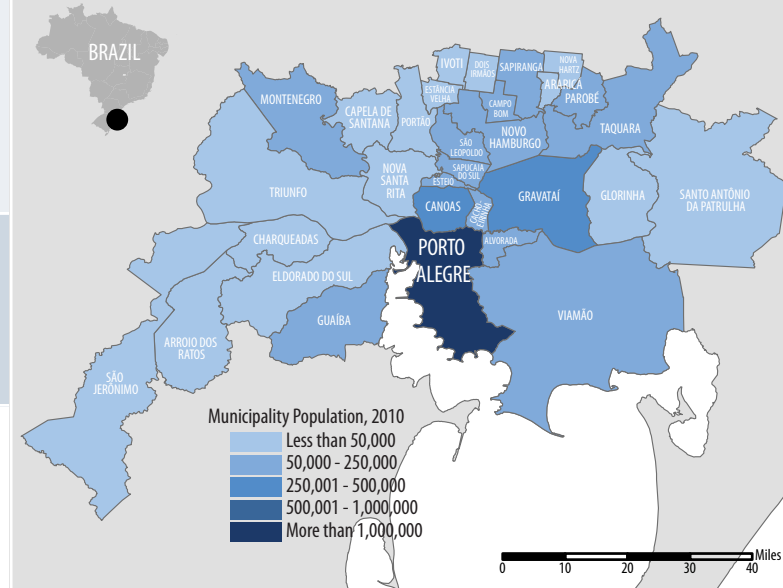 BRAZIL
IVOTI
DOIS
IRMÃOS
SAPIRANGA
NOVA
HARTZ
ARARICÁ
PAROBÉ
MONTENEGRO
ESTÂNCIA
VELHA
CAMPO
BOM
CAPELA DE
SANTANA
PORTÃO
NOVO
HAMBURGO
TAQUARA
SÃO
LEOPOLDO
SAPUCAIA
DO SUL
NOVA
SANTA
RITA
ESTEIO
TRIUNFO
CANOAS
CACHO-
EIRINHA
GRAVATAÍ
GLORINHA
SANTO ANTÔNIO
DA PATRULHA
CHARQUEADAS
PORTO
ALEGRE
ALVORADA
ELDORADO DO SUL
GUAÍBA
VIAMÃO
ARROIO DOS
RATOS
SÃO
JERÔNIMO
Municipality Population, 2010
Less than 50,000
50,000 - 250,000
250,001 - 500,000
500,001 - 1,000,000
More than 1,000,000
Miles
0 10 20 30 40